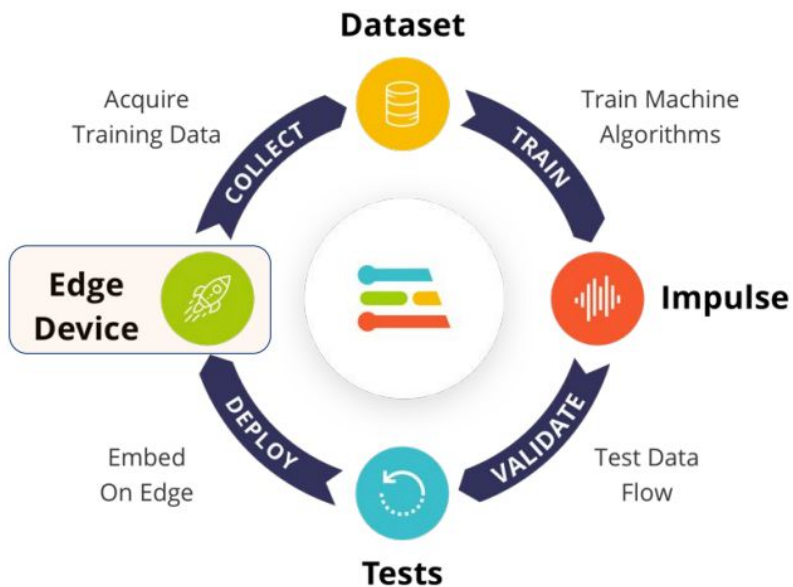 Dataset
Acquire
Training Data
COLLECT
TRAIN
Train Machine
Algorithms
Edge
Device
Impulse
DEPLOY
VALIDATE
Embed
On Edge
Test Data
Flow
Tests